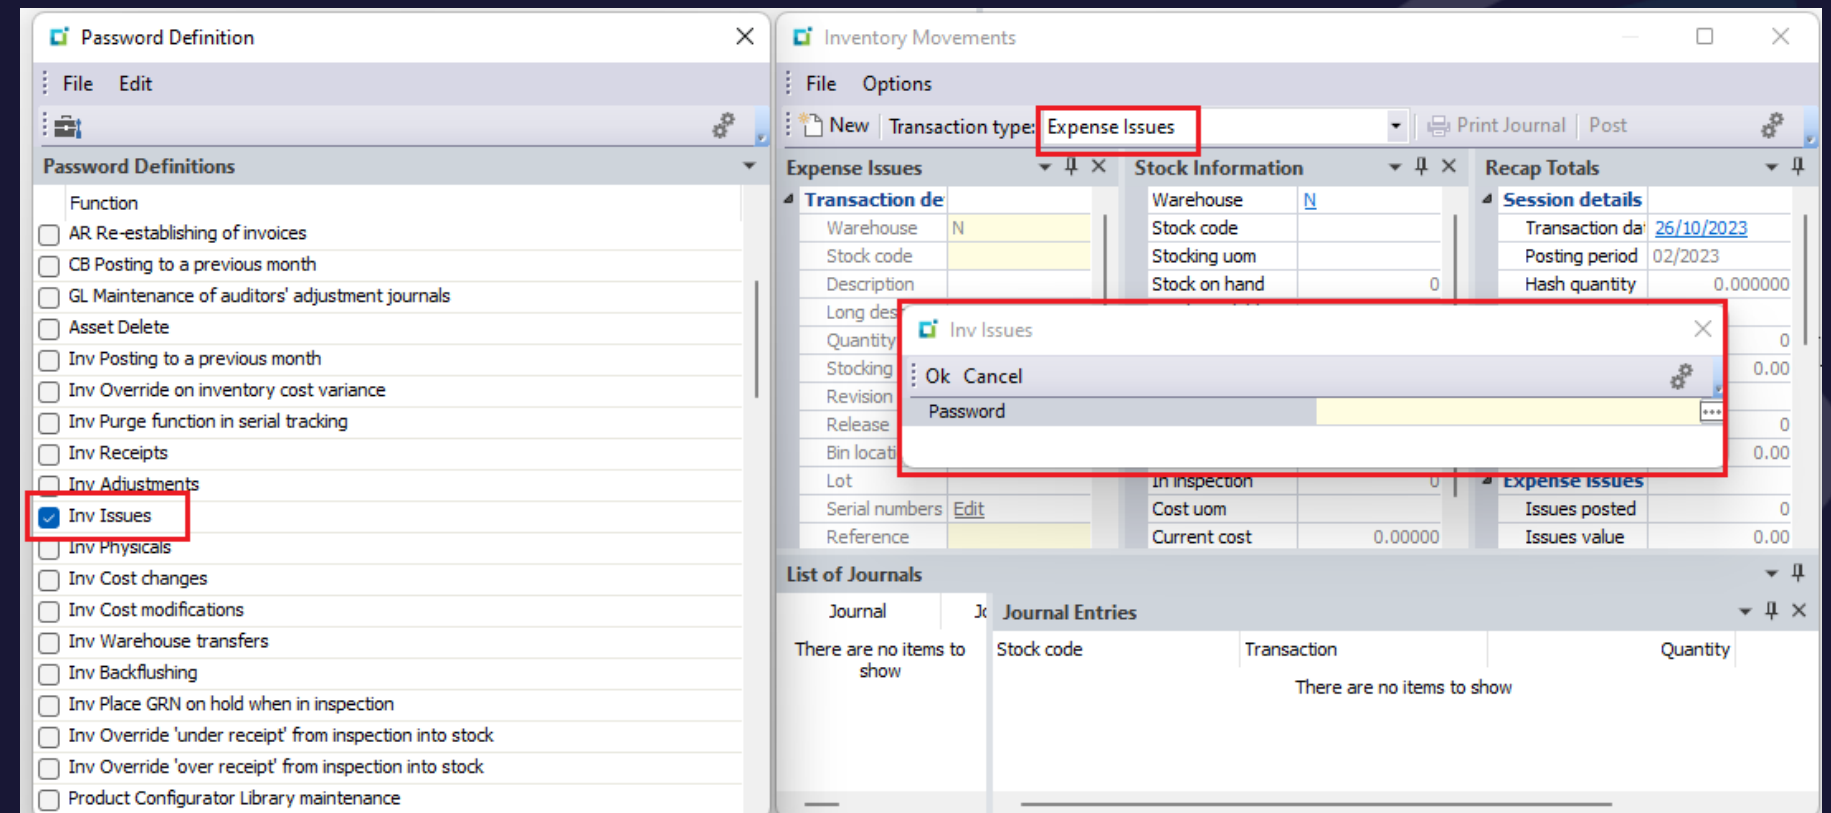 Password Definition
File Edit
Password Definitions
Function
AR Re-establishing of invoices
CB Posting to a previous month
GL Maintenance of auditors' adjustment journals
Asset Delete
Inv Posting to a previous month
Inv Override on inventory cost variance
Inv Purge function in serial tracking
Inv Receipts
Inv Adjustments
Inv Issues
Inv Physicals
Inv Cost changes
Inv Cost modifications
Inv Warehouse transfers
Inv Backflushing
Inv Place GRN on hold when in inspection
Inv Override 'under receipt' from inspection into stock
Inv Override 'over receipt' from inspection into stock
Product Configurator Library maintenance
Inventory Movements
File Options
New Transaction type: Expense Issues Print Journal Post
Expense Issues
Transaction de
Warehouse N
Stock code
Description
Long des
Quantity
Stocking
Revision
Release
Bin locati
Lot
Serial numbers Edit
Reference
Stock Information
Warehouse N
Stock code
Stocking uom
Stock on hand 0
In inspection 0
Cost uom
Current cost 0.00000
Recap Totals
Session details
Transaction dat 26/10/2023
Posting period 02/2023
Hash quantity 0.000000
0
0.00
0
0.00
Expense Issues
Issues posted 0
Issues value 0.00
Inv Issues
Ok Cancel
Password
List of Journals
Journal
There are no items to
show
Journal Entries
Stock code Transaction Quantity
There are no items to show